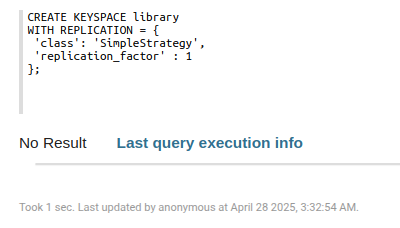 CREATE KEYSPACE library
WITH REPLICATION = {
 'class': 'SimpleStrategy',
 'replication_factor' : 1
};
No Result Last query execution info
Took 1 sec. Last updated by anonymous at April 28 2025, 3:32:54 AM.